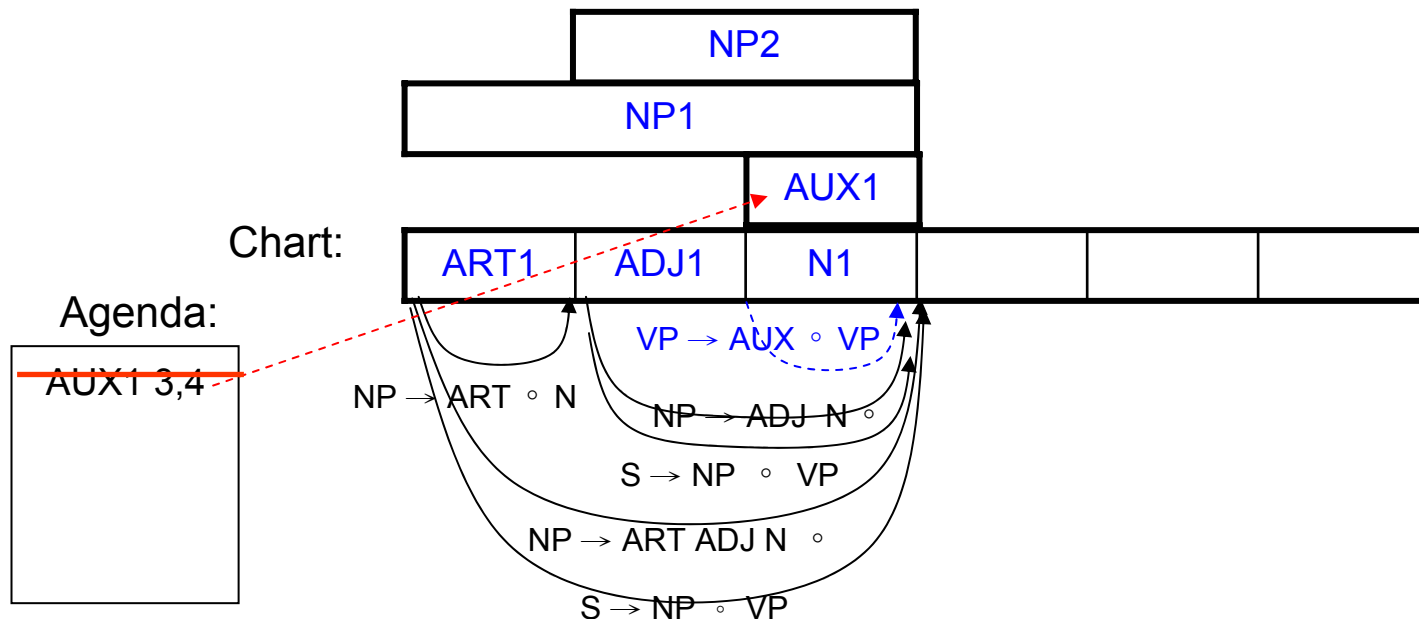 NP2
NP1
AUX1
Chart:
ART1 ADJ1 N1
Agenda:
VP → AUX ◦ VP
AUX1 3,4
NP → ART ◦ N
NP → ADJ N ◦
S → NP ◦ VP
NP → ART ADJ N ◦
S → NP ◦ VP